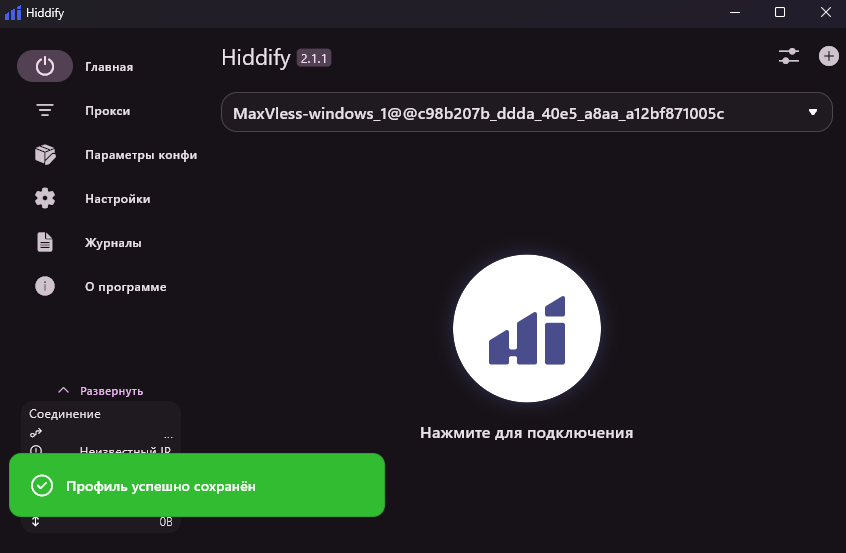 Hiddify
Главная
Прокси
Параметры конфи
Настройки
Журналы
О программе
Развернуть
Соединение
...
Неизвестный IP
Профиль успешно сохранён
0B
Hiddify 2.1.1
MaxVless-windows_1@@c98b207b_ddda_40e5_a8aa_a12bf871005c
Нажмите для подключения